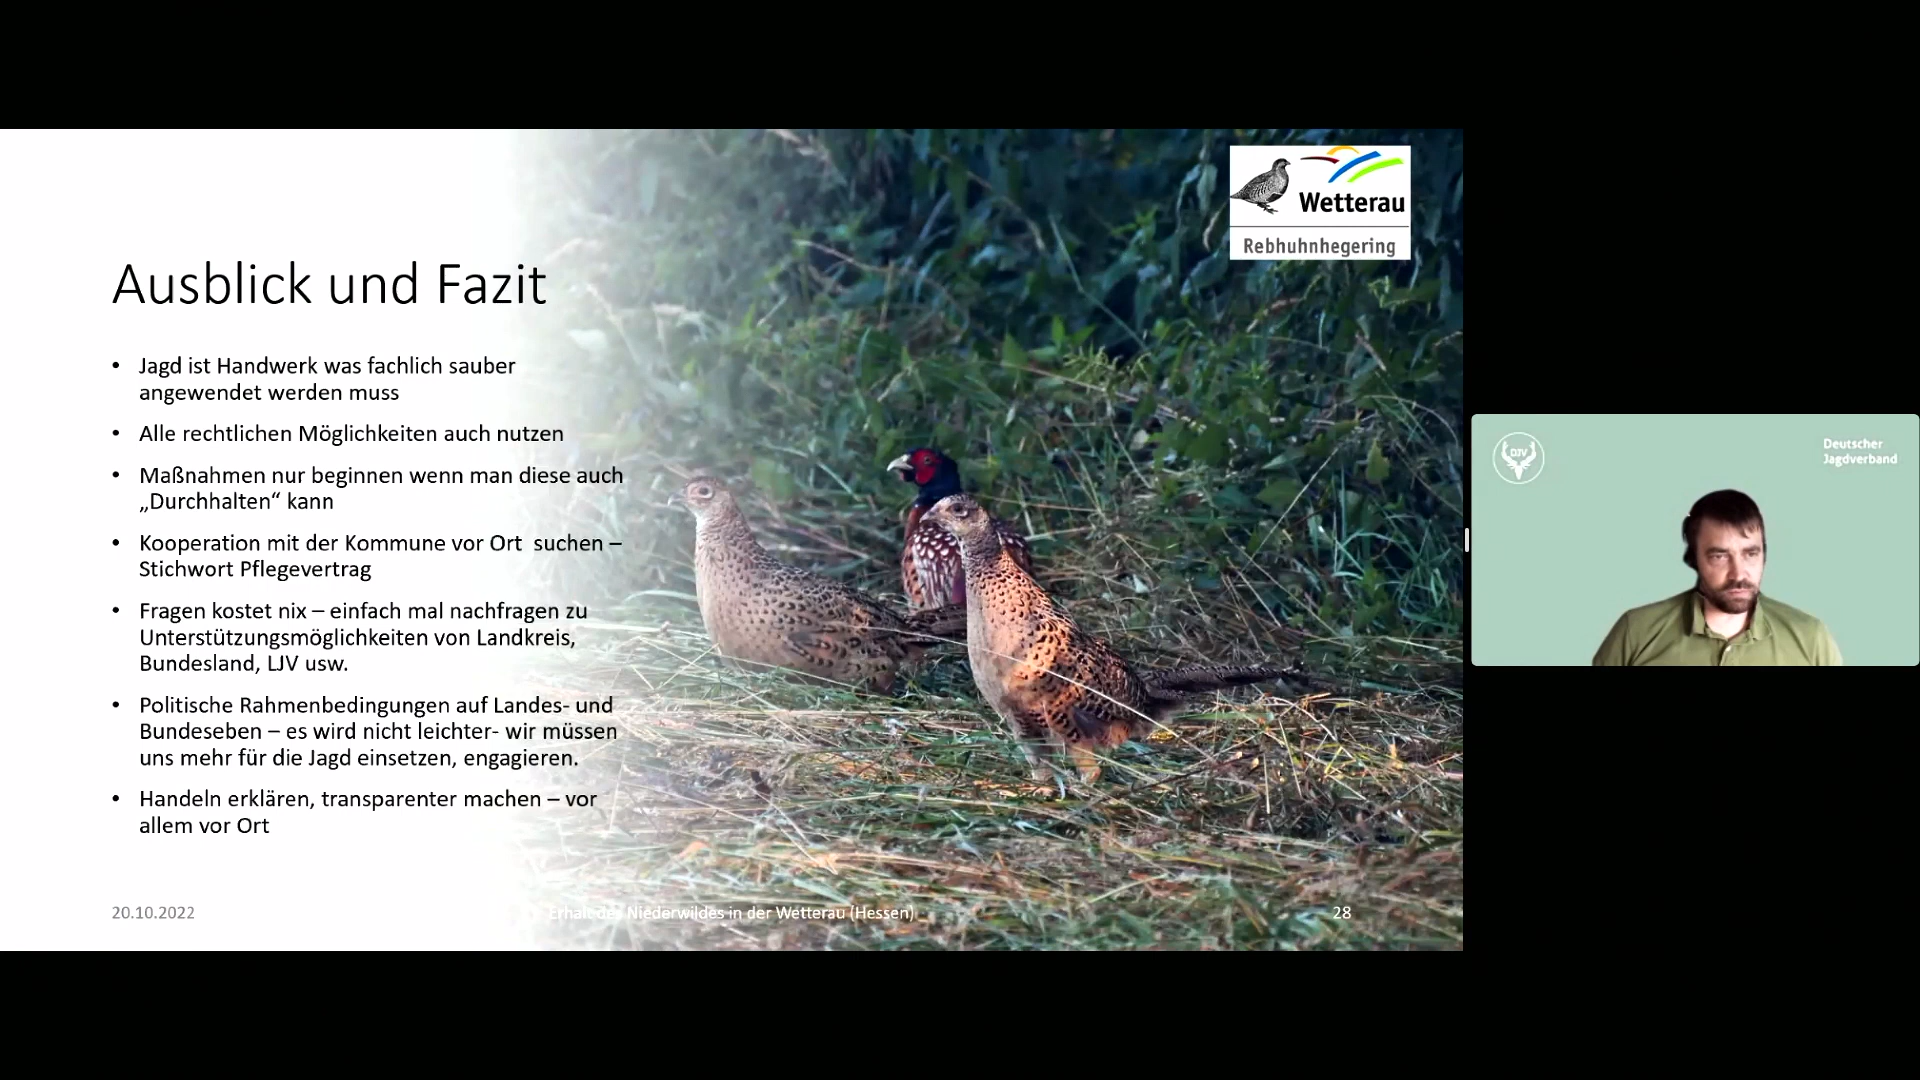 Wetterau
Rebhuhnhegering
Ausblick und Fazit
• Jagd ist Handwerk was fachlich sauber
angewendet werden muss
• Alle rechtlichen Möglichkeiten auch nutzen
• Maßnahmen nur beginnen wenn man diese auch
„Durchhalten“ kann
• Kooperation mit der Kommune vor Ort suchen –
Stichwort Pflegevertrag
• Fragen kostet nix – einfach mal nachfragen zu
Unterstützungsmöglichkeiten von Landkreis,
Bundesland, LJV usw.
• Politische Rahmenbedingungen auf Landes- und
Bundeseben – es wird nicht leichter- wir müssen
uns mehr für die Jagd einsetzen, engagieren.
• Handeln erklären, transparenter machen – vor
allem vor Ort
20.10.2022
Erhalt des Niederwildes in der Wetterau (Hessen)
28
DJV
Deutscher
Jagdverband